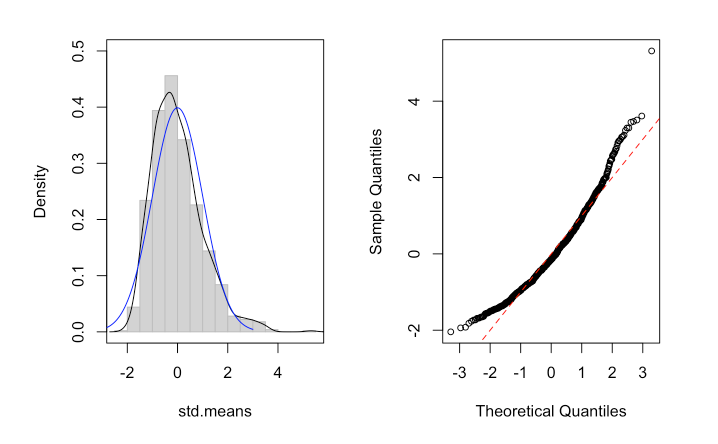 0.0 0.1 0.2 0.3 0.4 0.5
Density
-2 0 2 4
std.means
-2 0 2 4
Sample Quantiles
-3 -2 -1 0 1 2 3
Theoretical Quantiles